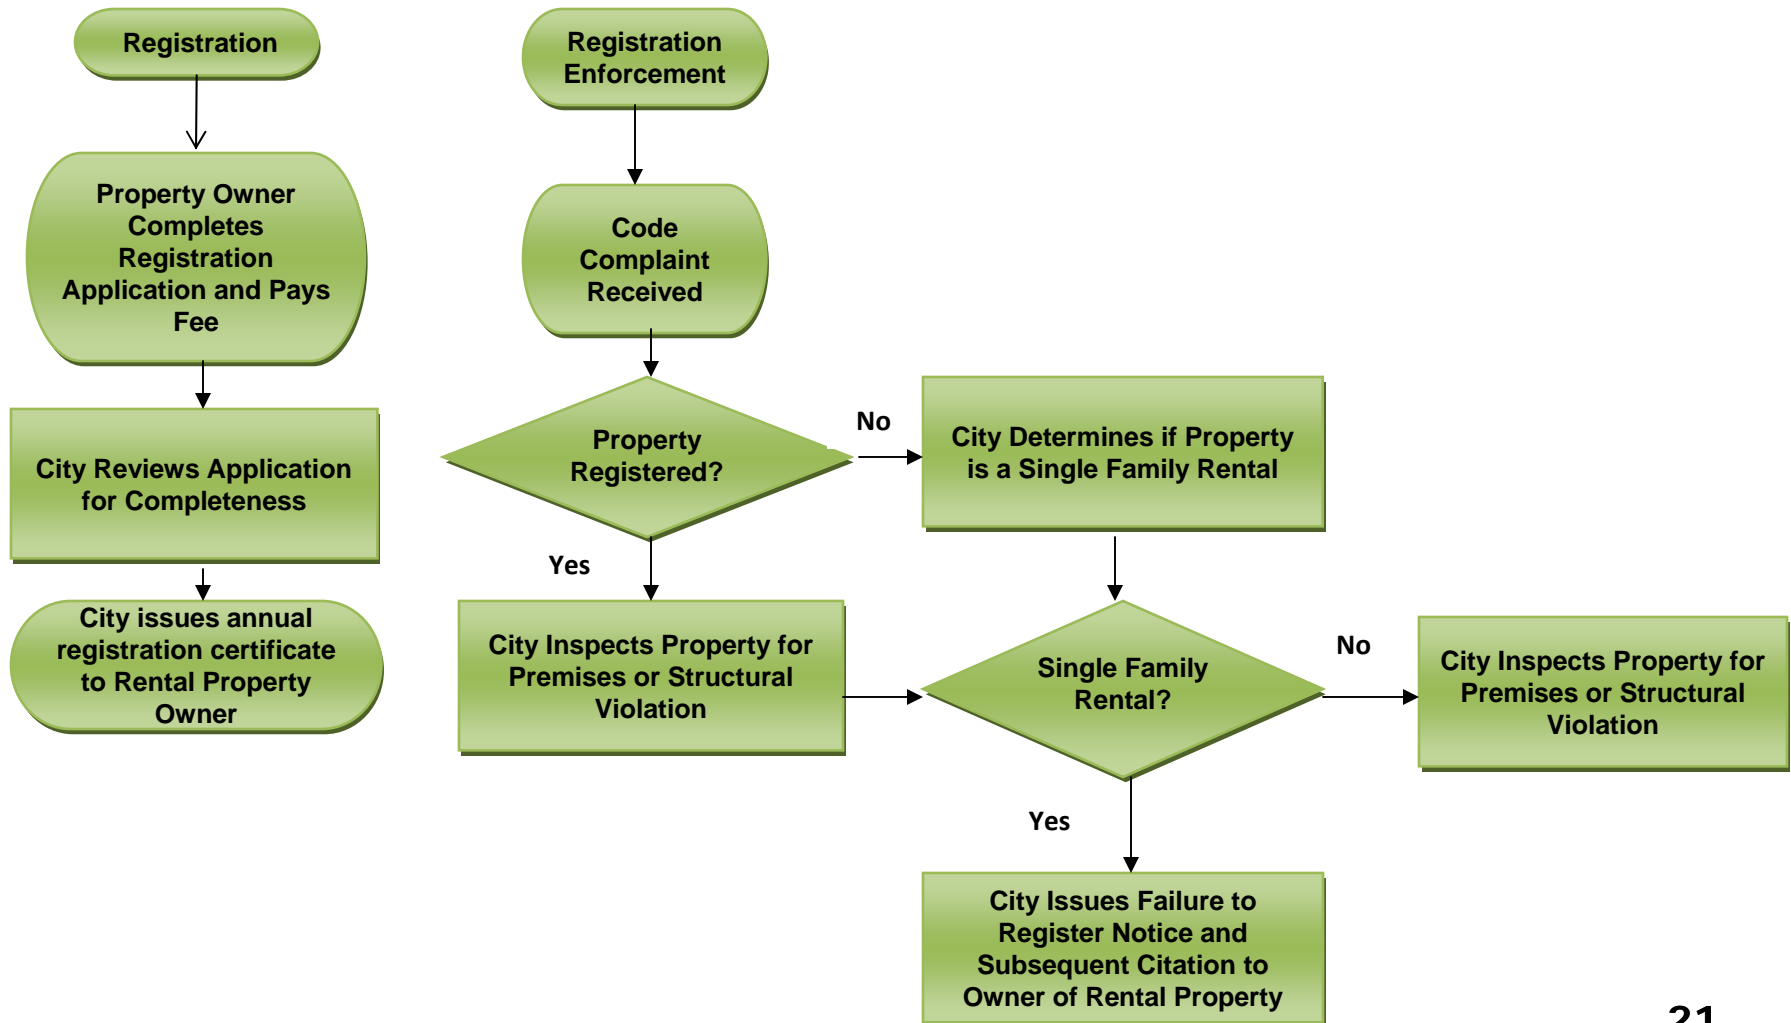 Registration
Property Owner
Completes
Registration
Application and Pays
Fee
City Reviews Application
for Completeness
City issues annual
registration certificate
to Rental Property
Owner
Registration
Enforcement
Code
Complaint
Received
Property
Registered?
No
City Determines if Property
is a Single Family Rental
Yes
City Inspects Property for
Premises or Structural
Violation
Single Family
Rental?
No
City Inspects Property for
Premises or Structural
Violation
Yes
City Issues Failure to
Register Notice and
Subsequent Citation to
Owner of Rental Property
21